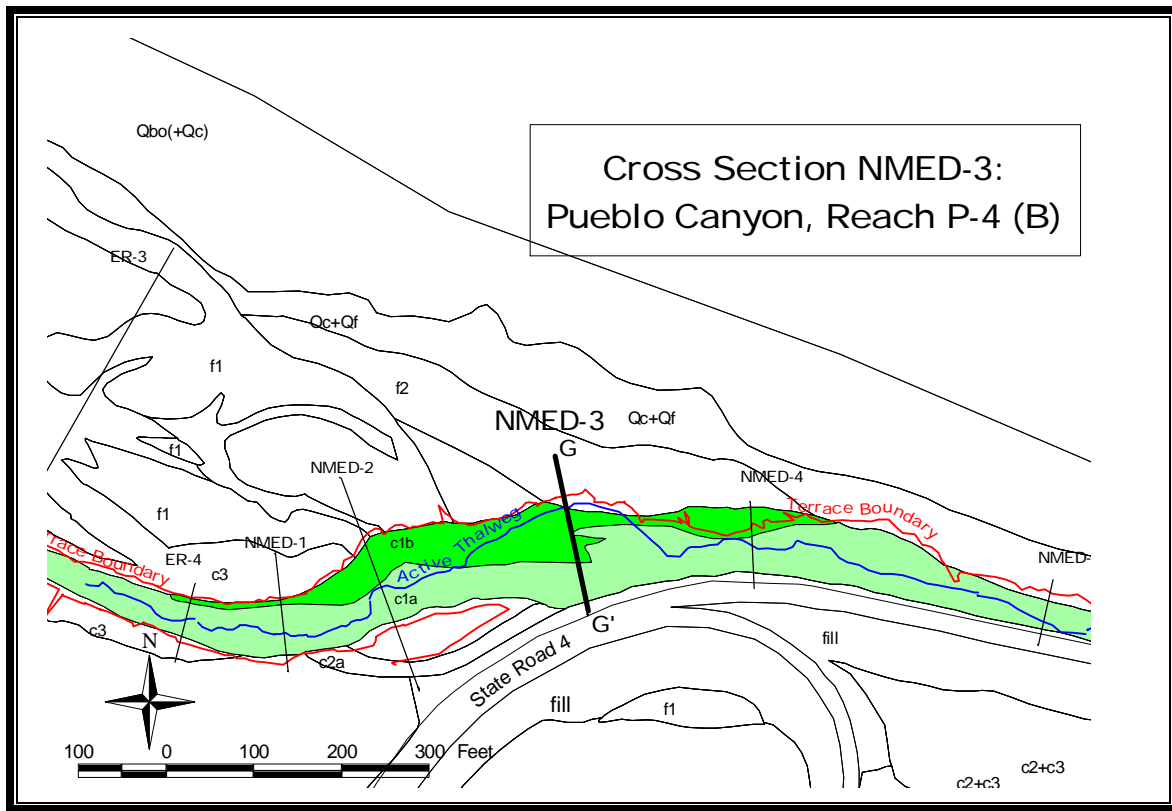 Qbo(+Qc)
Cross Section NMED-3:
Pueblo Canyon, Reach P-4 (B)
ER-3
Qc+Qf
f1
f2
NMED-3
G
Qc+Qf
f1
NMED-2
NMED-4
Terrace Boundary
f1
c1b
Active Thalweg
rrace Boundary
ER-4
NMED-1
c3
c1a
NMED-
c3
N
c2a
G'
State Road 4
fill
fill
f1
100 0 100 200 300 Feet
c2+c3
c2+c3